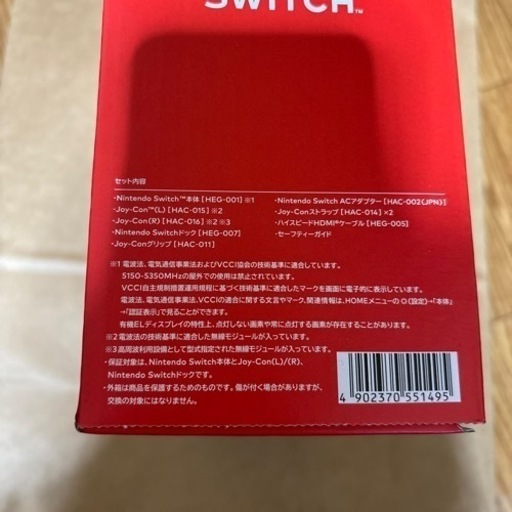 SWITCH™
セット内容
・Nintendo Switch™本体［HEG-001］※1
・Joy-Con™(L)［HAC-015］※2
・Joy-Con(R)［HAC-016］※2 ※3
・Nintendo Switchドック［HEG-007］
・Joy-Conグリップ［HAC-011］
・Nintendo Switch ACアダプター［HAC-002(JPN)］
・Joy-Conストラップ［HAC-014］×2
・ハイスピードHDMI®ケーブル［HEG-005］
・セーフティーガイド
※1 電波法、電気通信事業法およびVCCI協会の技術基準に適合しています。
5150-5350MHzの屋外での使用は禁止されています。
VCCI自主規制措置運用規程に基づく技術基準に適合したマークを画面に電子的に表示しています。
電波法、電気通信事業法、VCCIの適合に関する文言やマーク、関連情報は、HOMEメニューの（設定）→「本体」
→「認証表示」で見ることができます。
有機ELディスプレイの特性上、点灯しない画素や常に点灯する画素が存在する場合があります。
※2 電波法の技術基準に適合した無線モジュールが入っています。
※3 高周波利用設備として型式指定された無線モジュールが入っています。
・保証対象は、Nintendo Switch本体とJoy-Con(L)/(R)、
Nintendo Switchドックです。
・外箱は商品を保護するためのものです。傷が付く場合がありますが、
交換の対象にはなりません。
4 902370 551495